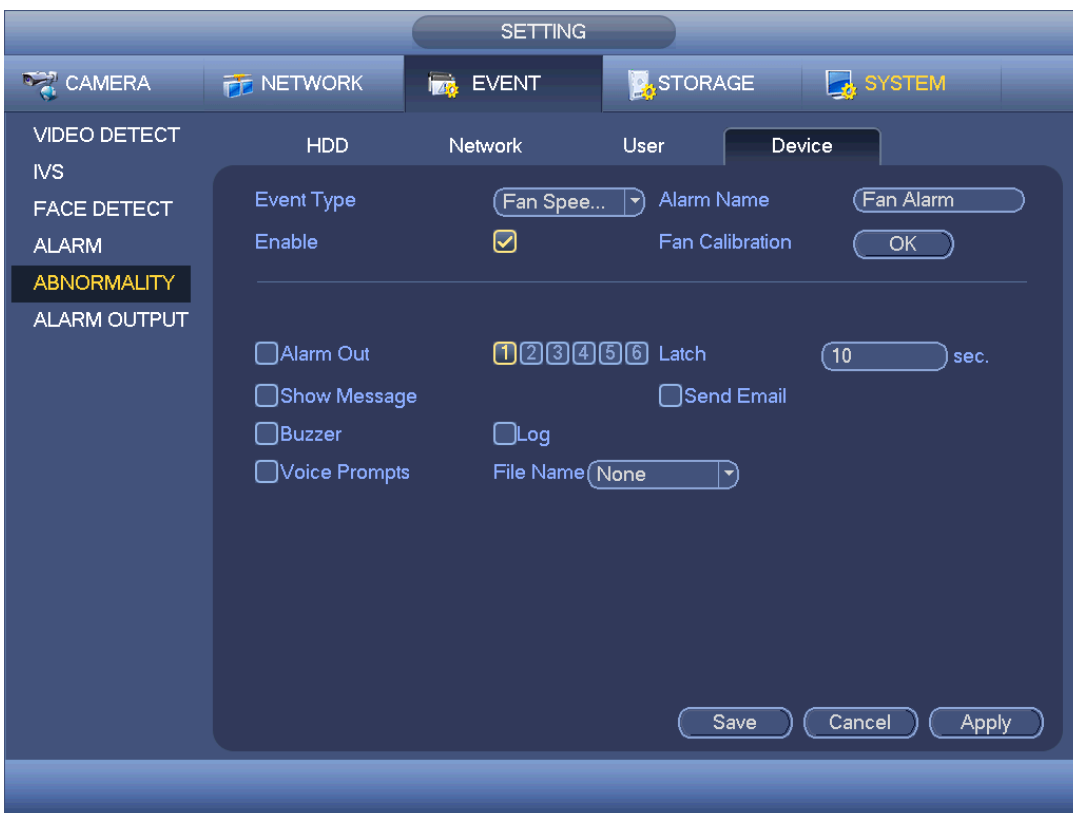 SETTING
CAMERA NETWORK EVENT STORAGE SYSTEM
VIDEO DETECT
IVS
FACE DETECT
ALARM
ABNORMALITY
ALARM OUTPUT
HDD Network User Device
Event Type Fan Spee... Alarm Name Fan Alarm
Enable Fan Calibration OK
Alarm Out 1 2 3 4 5 6 Latch 10 sec.
Show Message Send Email
Buzzer Log
Voice Prompts File Name None
Save Cancel Apply